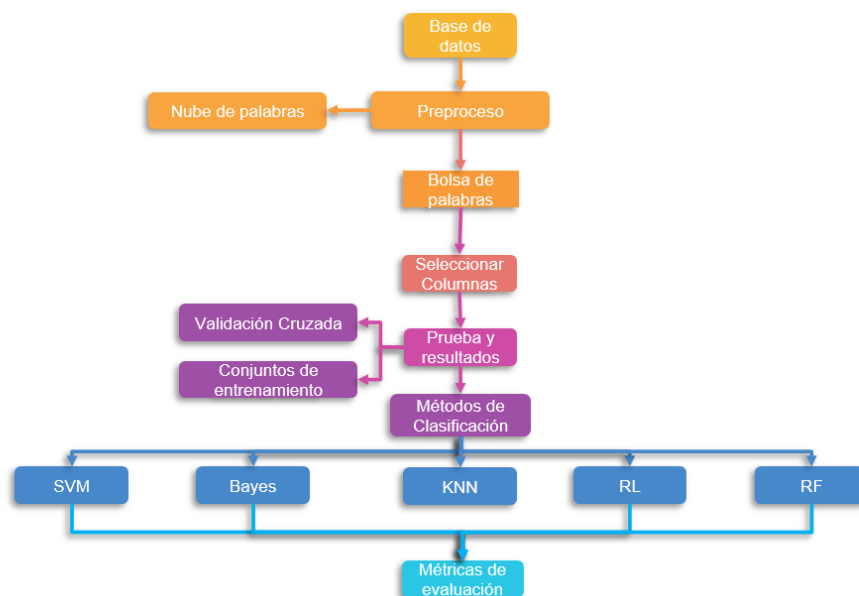 Base de
datos
Nube de palabras
Preproceso
Bolsa de
palabras
Seleccionar
Columnas
Validación Cruzada
Prueba y
resultados
Conjuntos de
entrenamiento
Métodos de
Clasificación
SVM
Bayes
KNN
RL
RF
Métricas de
evaluación